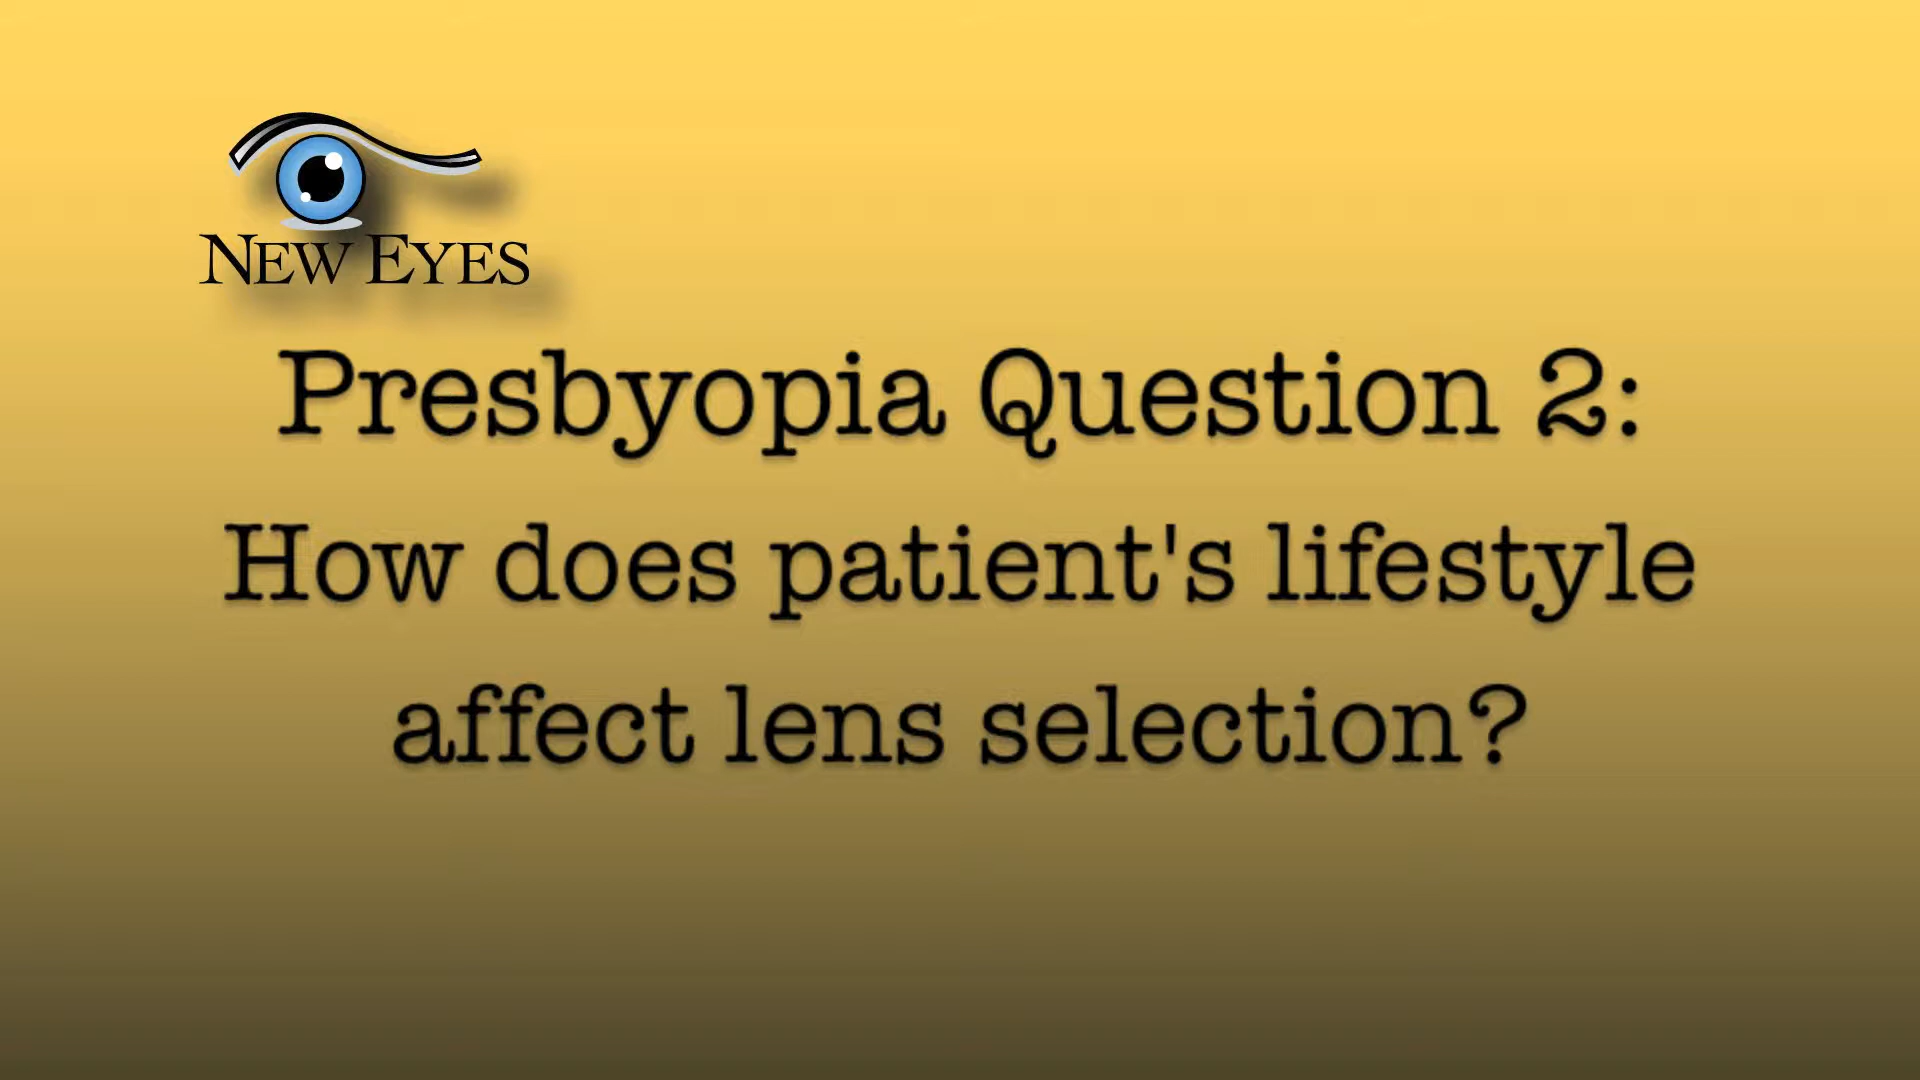 New Eyes
Presbyopia Question 2:
How does patient's lifestyle
affect lens selection?